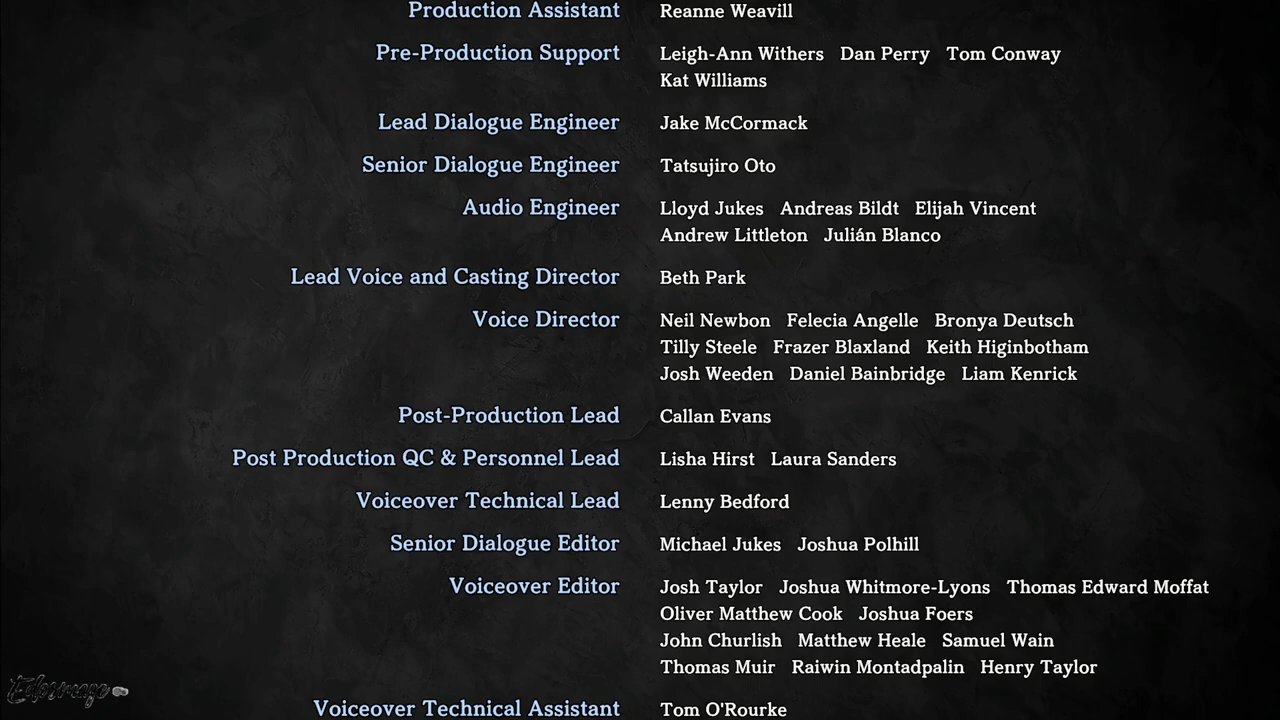 Production Assistant Reanne Weavill
Pre-Production Support Leigh-Ann Withers Dan Perry Tom Conway
Kat Williams
Lead Dialogue Engineer Jake McCormack
Senior Dialogue Engineer Tatsujiro Oto
Audio Engineer Lloyd Jukes Andreas Bildt Elijah Vincent
Andrew Littleton Julián Blanco
Lead Voice and Casting Director Beth Park
Voice Director Neil Newbon Felecia Angelle Bronya Deutsch
Tilly Steele Frazer Blaxland Keith Higinbotham
Josh Weeden Daniel Bainbridge Liam Kenrick
Post-Production Lead Callan Evans
Post Production QC & Personnel Lead Lisha Hirst Laura Sanders
Voiceover Technical Lead Lenny Bedford
Senior Dialogue Editor Michael Jukes Joshua Polhill
Voiceover Editor Josh Taylor Joshua Whitmore-Lyons Thomas Edward Moffat
Oliver Matthew Cook Joshua Foers
John Churlish Matthew Heale Samuel Wain
Thomas Muir Raiwin Montadpalin Henry Taylor
Voiceover Technical Assistant Tom O'Rourke